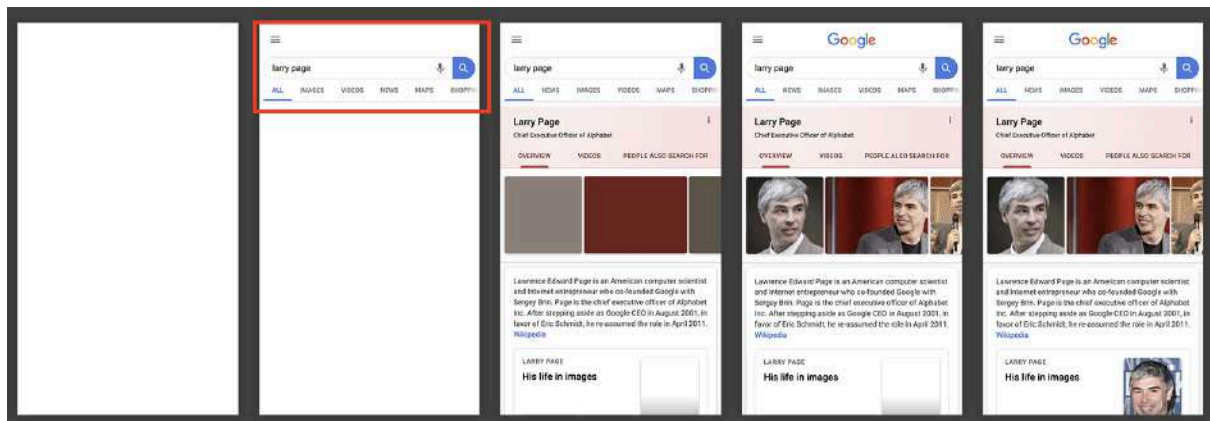 larry page
ALL IMAGES VIDEOS NEWS MAPS
larry page
ALL NEWS IMAGES VIDEOS MAPS
Larry Page
Chief Executive Officer of Alphabet
OVERVIEW VIDEOS PEOPLE ALSO SEARCH FOR
Lawrence Edward Page is an American computer scientist
and Internet entrepreneur who co-founded Google with
Sergey Brin. Page is the chief executive officer of Alphabet
Inc. After stepping aside as Google CEO in August 2001, in
favor of Eric Schmidt, he re-assumed the role in April 2011.
Wikipedia
LARRY PAGE
His life in images
Google
larry page
ALL NEWS IMAGES VIDEOS MAPS
Larry Page
Chief Executive Officer of Alphabet
OVERVIEW VIDEOS PEOPLE ALSO SEARCH FOR
Lawrence Edward Page is an American computer scientist
and Internet entrepreneur who co-founded Google with
Sergey Brin. Page is the chief executive officer of Alphabet
Inc. After stepping aside as Google CEO in August 2001, in
favor of Eric Schmidt, he re-assumed the role in April 2011.
Wikipedia
LARRY PAGE
His life in images
Google
larry page
ALL NEWS IMAGES VIDEOS MAPS
Larry Page
Chief Executive Officer of Alphabet
OVERVIEW VIDEOS PEOPLE ALSO SEARCH FOR
Lawrence Edward Page is an American computer scientist
and Internet entrepreneur who co-founded Google with
Sergey Brin. Page is the chief executive officer of Alphabet
Inc. After stepping aside as Google CEO in August 2001, in
favor of Eric Schmidt, he re-assumed the role in April 2011.
Wikipedia
LARRY PAGE
His life in images